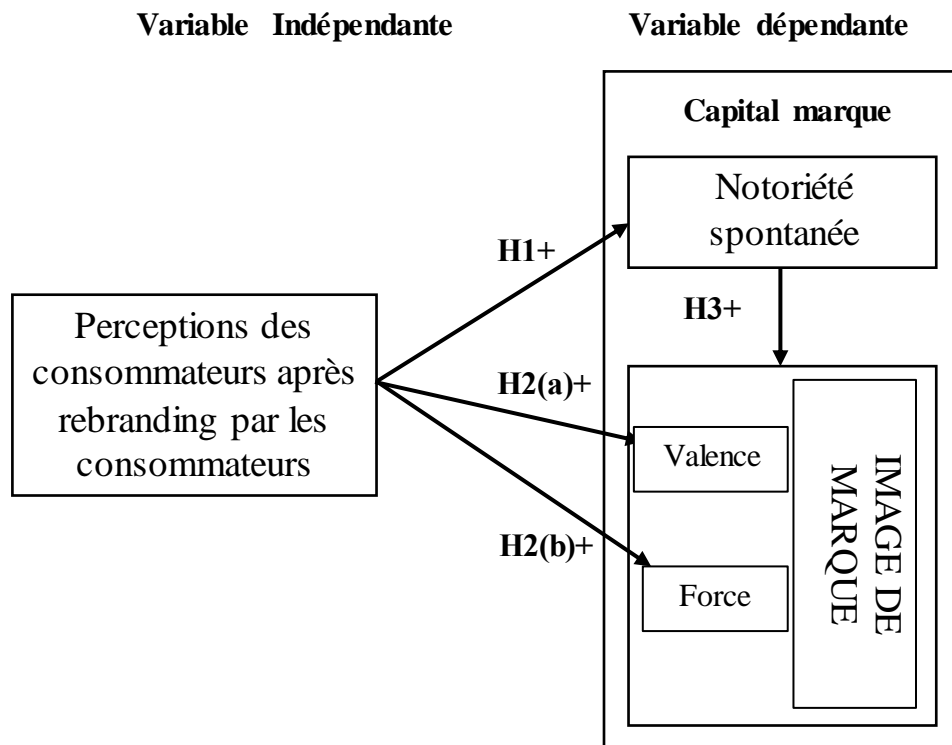 Variable Indépendante
Variable dépendante
Capital marque
Notoriété
spontanée
H1+
H3+
Perceptions des
consommateurs après
rebranding par les
consommateurs
H2(a)+
Valence
H2(b)+
Force
IMAGE DE
MARQUE